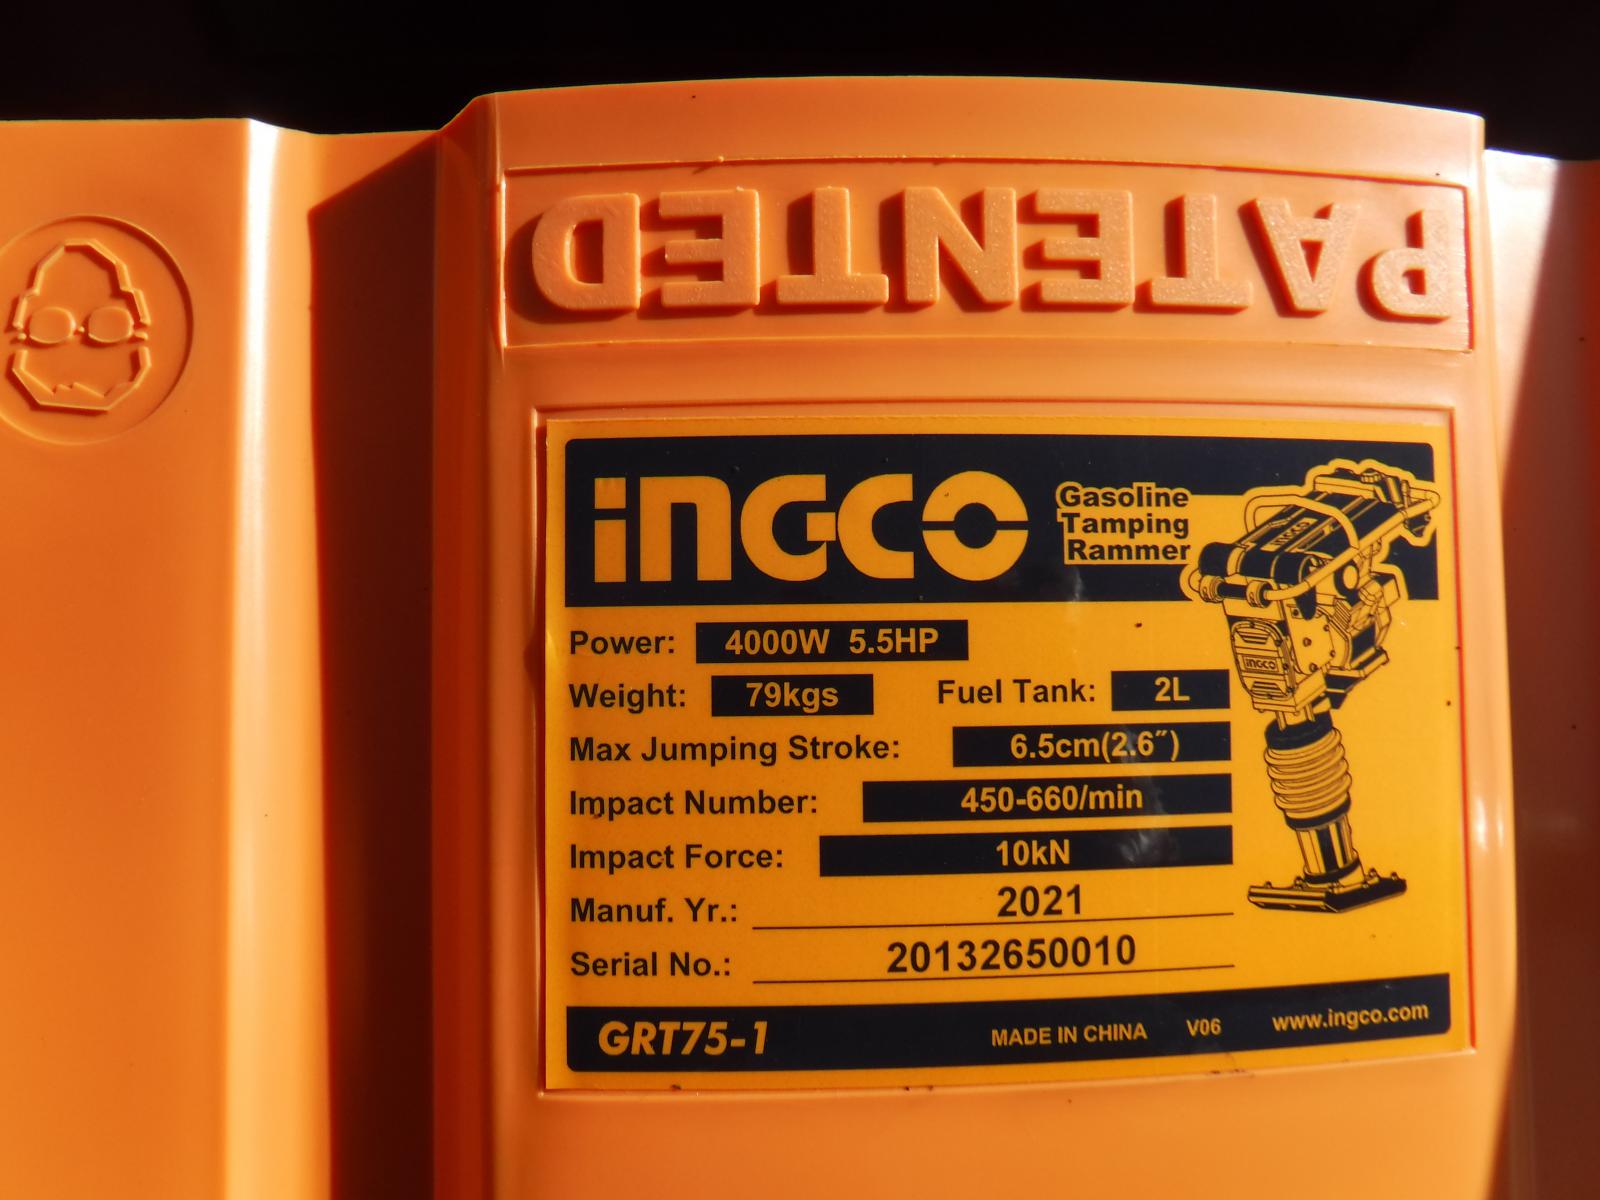 PATENTED
INGCO
Gasoline
Tamping
Rammer
INGCO
INGCO
Power: 4000W 5.5HP
Weight: 79kgs Fuel Tank: 2L
Max Jumping Stroke: 6.5cm(2.6″)
Impact Number: 450-660/min
Impact Force: 10kN
Manuf. Yr.: 2021
Serial No.: 20132650010
GRT75-1 MADE IN CHINA V06 www.ingco.com